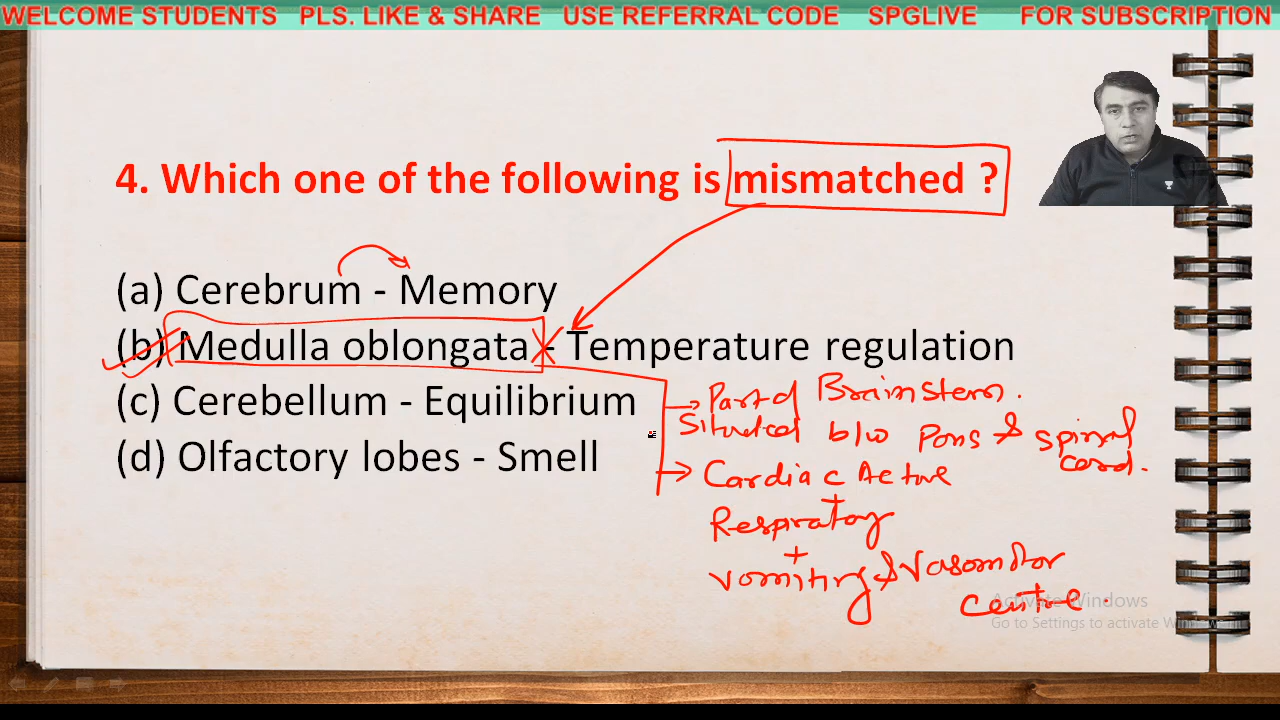 WELCOME STUDENTS PLS. LIKE & SHARE USE REFERRAL CODE SPGLIVE FOR SUBSCRIPTION
4. Which one of the following is mismatched ?
(a) Cerebrum - Memory
(b) Medulla oblongata - Temperature regulation
(c) Cerebellum - Equilibrium
(d) Olfactory lobes - Smell
Part of Brainstem.
Situated b/w Pons & spinal
cord.
Cardiac Active
+
Respiratory
+
Vomiting & Vasomotor
centre.
Activate Windows
Go to Settings to activate Windows.